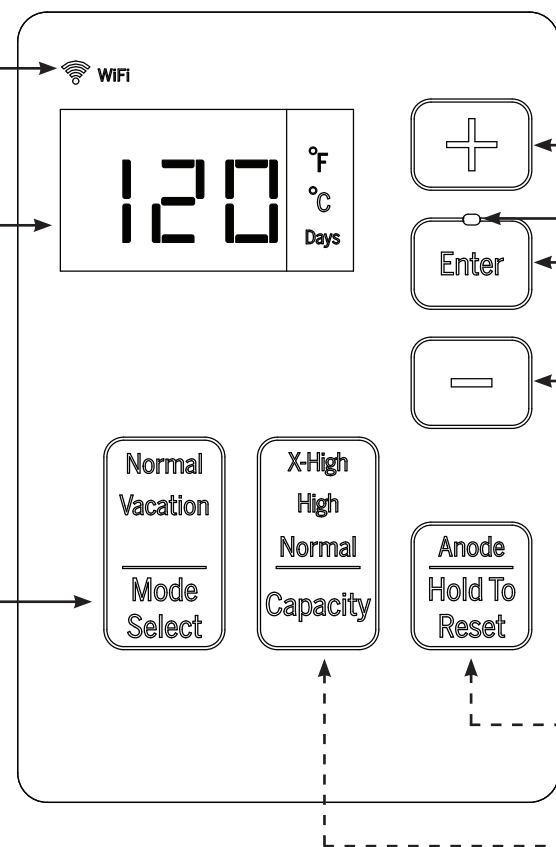 WiFi
120
°F
°C
Days
Enter
Normal
Vacation
Mode
Select
X-High
High
Normal
Capacity
Anode
Hold To
Reset